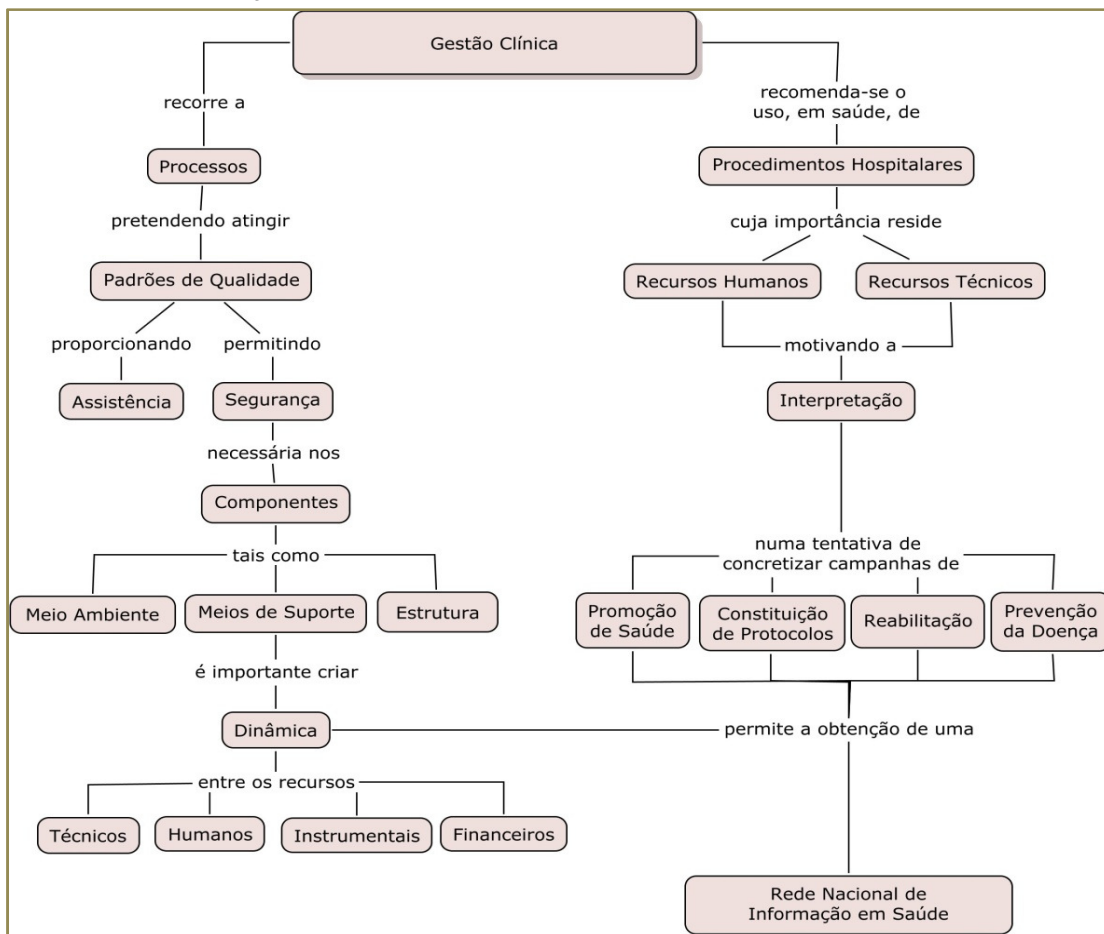 Gestão Clínica
recorre a
recomenda-se o
uso, em saúde, de
Processos
Procedimentos Hospitalares
pretendendo atingir
cuja importância reside
Padrões de Qualidade
Recursos Humanos
Recursos Técnicos
proporcionando
permitindo
motivando a
Assistência
Segurança
Interpretação
necessária nos
Componentes
tais como
numa tentativa de
concretizar campanhas de
Meio Ambiente
Meios de Suporte
Estrutura
Promoção
de Saúde
Constituição
de Protocolos
Reabilitação
Prevenção
da Doença
é importante criar
Dinâmica
permite a obtenção de uma
entre os recursos
Técnicos
Humanos
Instrumentais
Financeiros
Rede Nacional de
Informação em Saúde